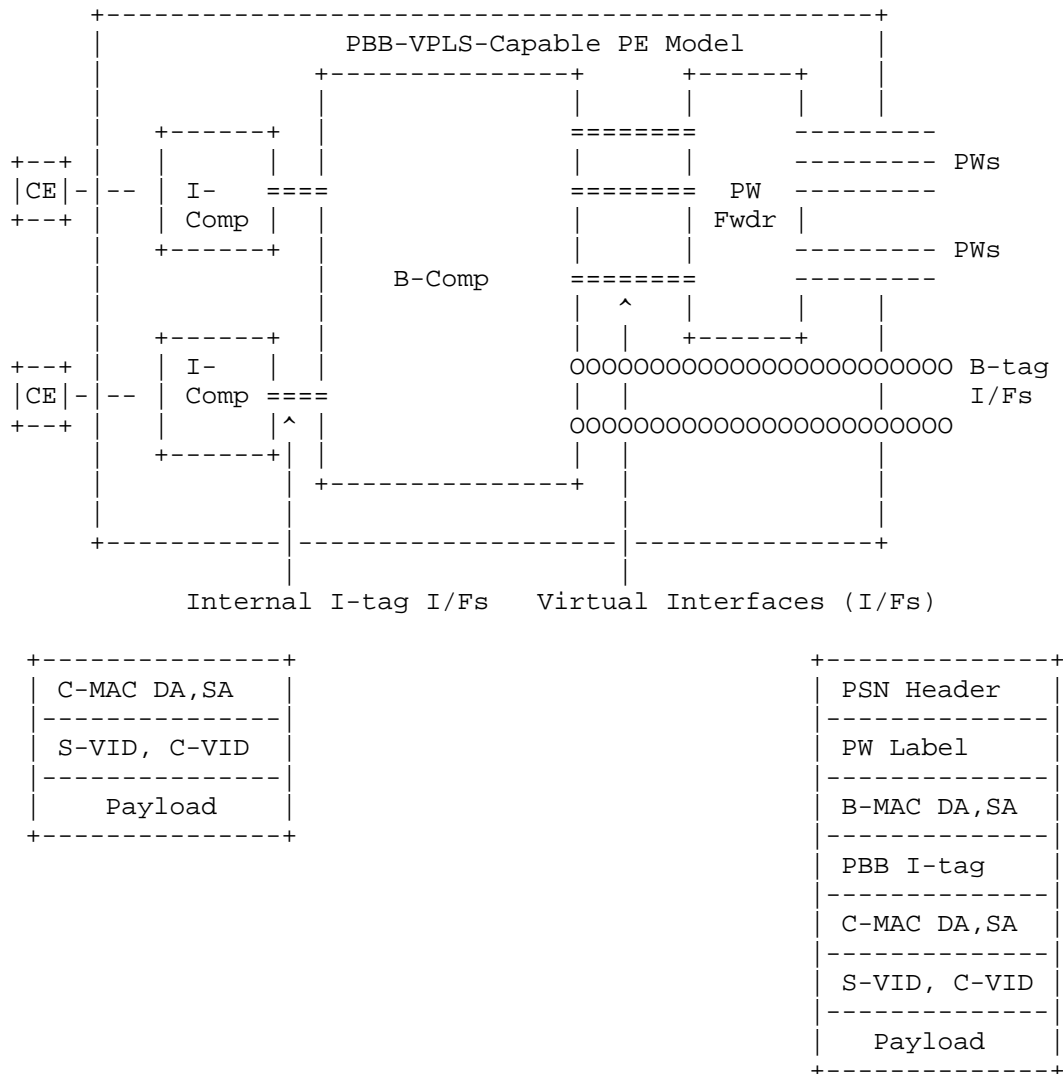 PBB-VPLS-Capable PE Model
PWs
CE I- PW
Comp Fwdr
PWs
B-Comp
I- B-tag
CE Comp I/Fs
Internal I-tag I/Fs Virtual Interfaces (I/Fs)
C-MAC DA,SA PSN Header
S-VID, C-VID PW Label
Payload B-MAC DA,SA
PBB I-tag
C-MAC DA,SA
S-VID, C-VID
Payload